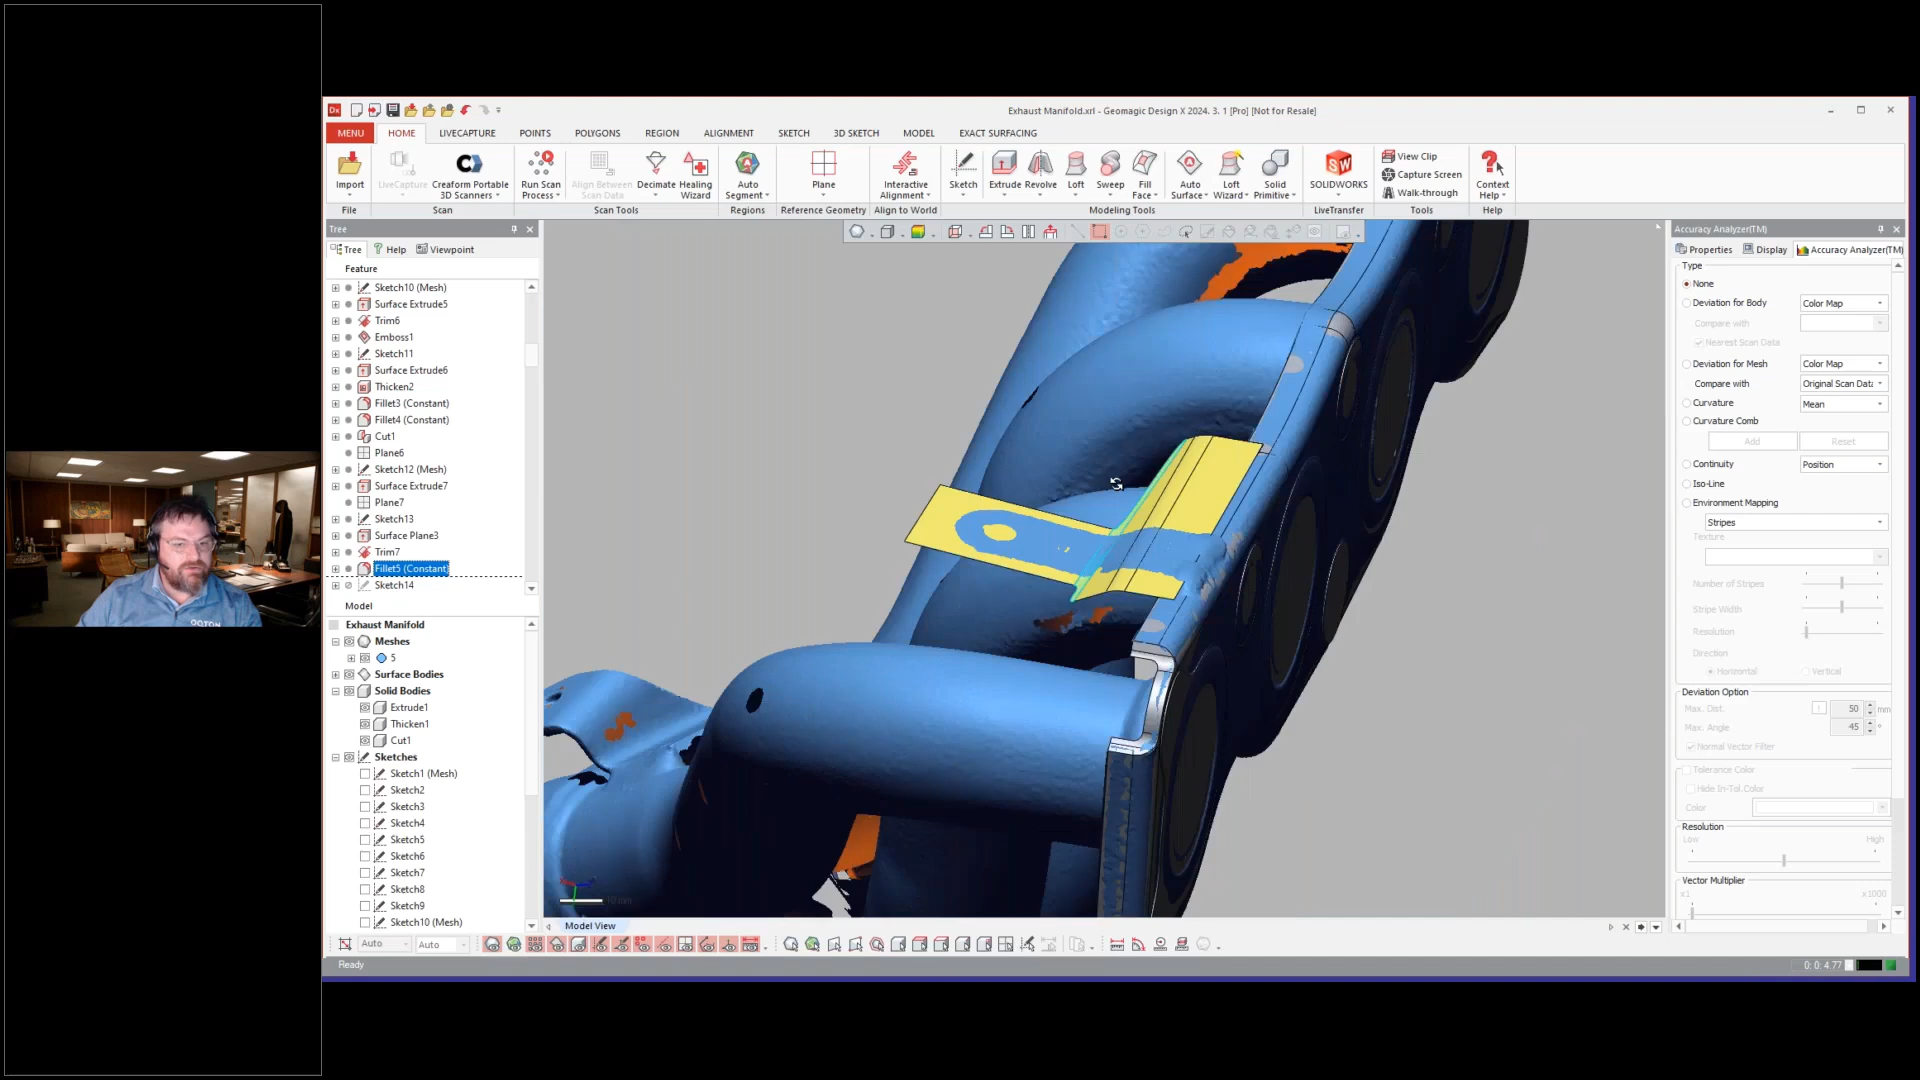 Exhaust Manifold.xrl - Geomagic Design X 2024. 3. 1 [Pro] [Not for Resale]
MENU HOME LIVECAPTURE POINTS POLYGONS REGION ALIGNMENT SKETCH 3D SKETCH MODEL EXACT SURFACING
Import
LiveCapture
Creaform Portable 3D Scanners
Run Scan Process
Align Between Scan Data
Decimate
Healing Wizard
Auto Segment
Plane
Interactive Alignment
Sketch
Extrude
Revolve
Loft
Sweep
Fill Face
Auto Surface
Loft Wizard
Solid Primitive
SOLIDWORKS
View Clip
Capture Screen
Walk-through
Context Help
File
Scan
Scan Tools
Regions
Reference Geometry
Align to World
Modeling Tools
LiveTransfer
Tools
Help
Tree
Tree Help Viewpoint
Feature
Sketch10 (Mesh)
Surface Extrude5
Trim6
Emboss1
Sketch11
Surface Extrude6
Thicken2
Fillet3 (Constant)
Fillet4 (Constant)
Cut1
Plane6
Sketch12 (Mesh)
Surface Extrude7
Plane7
Sketch13
Surface Plane3
Trim7
Fillet5 (Constant)
Sketch14
Model
Exhaust Manifold
Meshes
5
Surface Bodies
Solid Bodies
Extrude1
Thicken1
Cut1
Sketches
Sketch1 (Mesh)
Sketch2
Sketch3
Sketch4
Sketch5
Sketch6
Sketch7
Sketch8
Sketch9
Sketch10 (Mesh)
Model View
Auto
Auto
Ready
Accuracy Analyzer(TM)
Properties Display Accuracy Analyzer(TM)
Type
None
Deviation for Body Color Map
Compare with
Nearest Scan Data
Deviation for Mesh Color Map
Compare with Original Scan Data
Curvature Mean
Curvature Comb
Add Reset
Continuity Position
Iso-Line
Environment Mapping
Stripes
Texture
Number of Stripes
Stripe Width
Resolution
Direction
Horizontal Vertical
Deviation Option
Max. Dist. ! 50 mm
Max. Angle 45 °
Normal Vector Filter
Tolerance Color
Hide In-Tol.Color
Color
Resolution
Low High
Vector Multiplier
x1 x1000
0: 0: 4.77